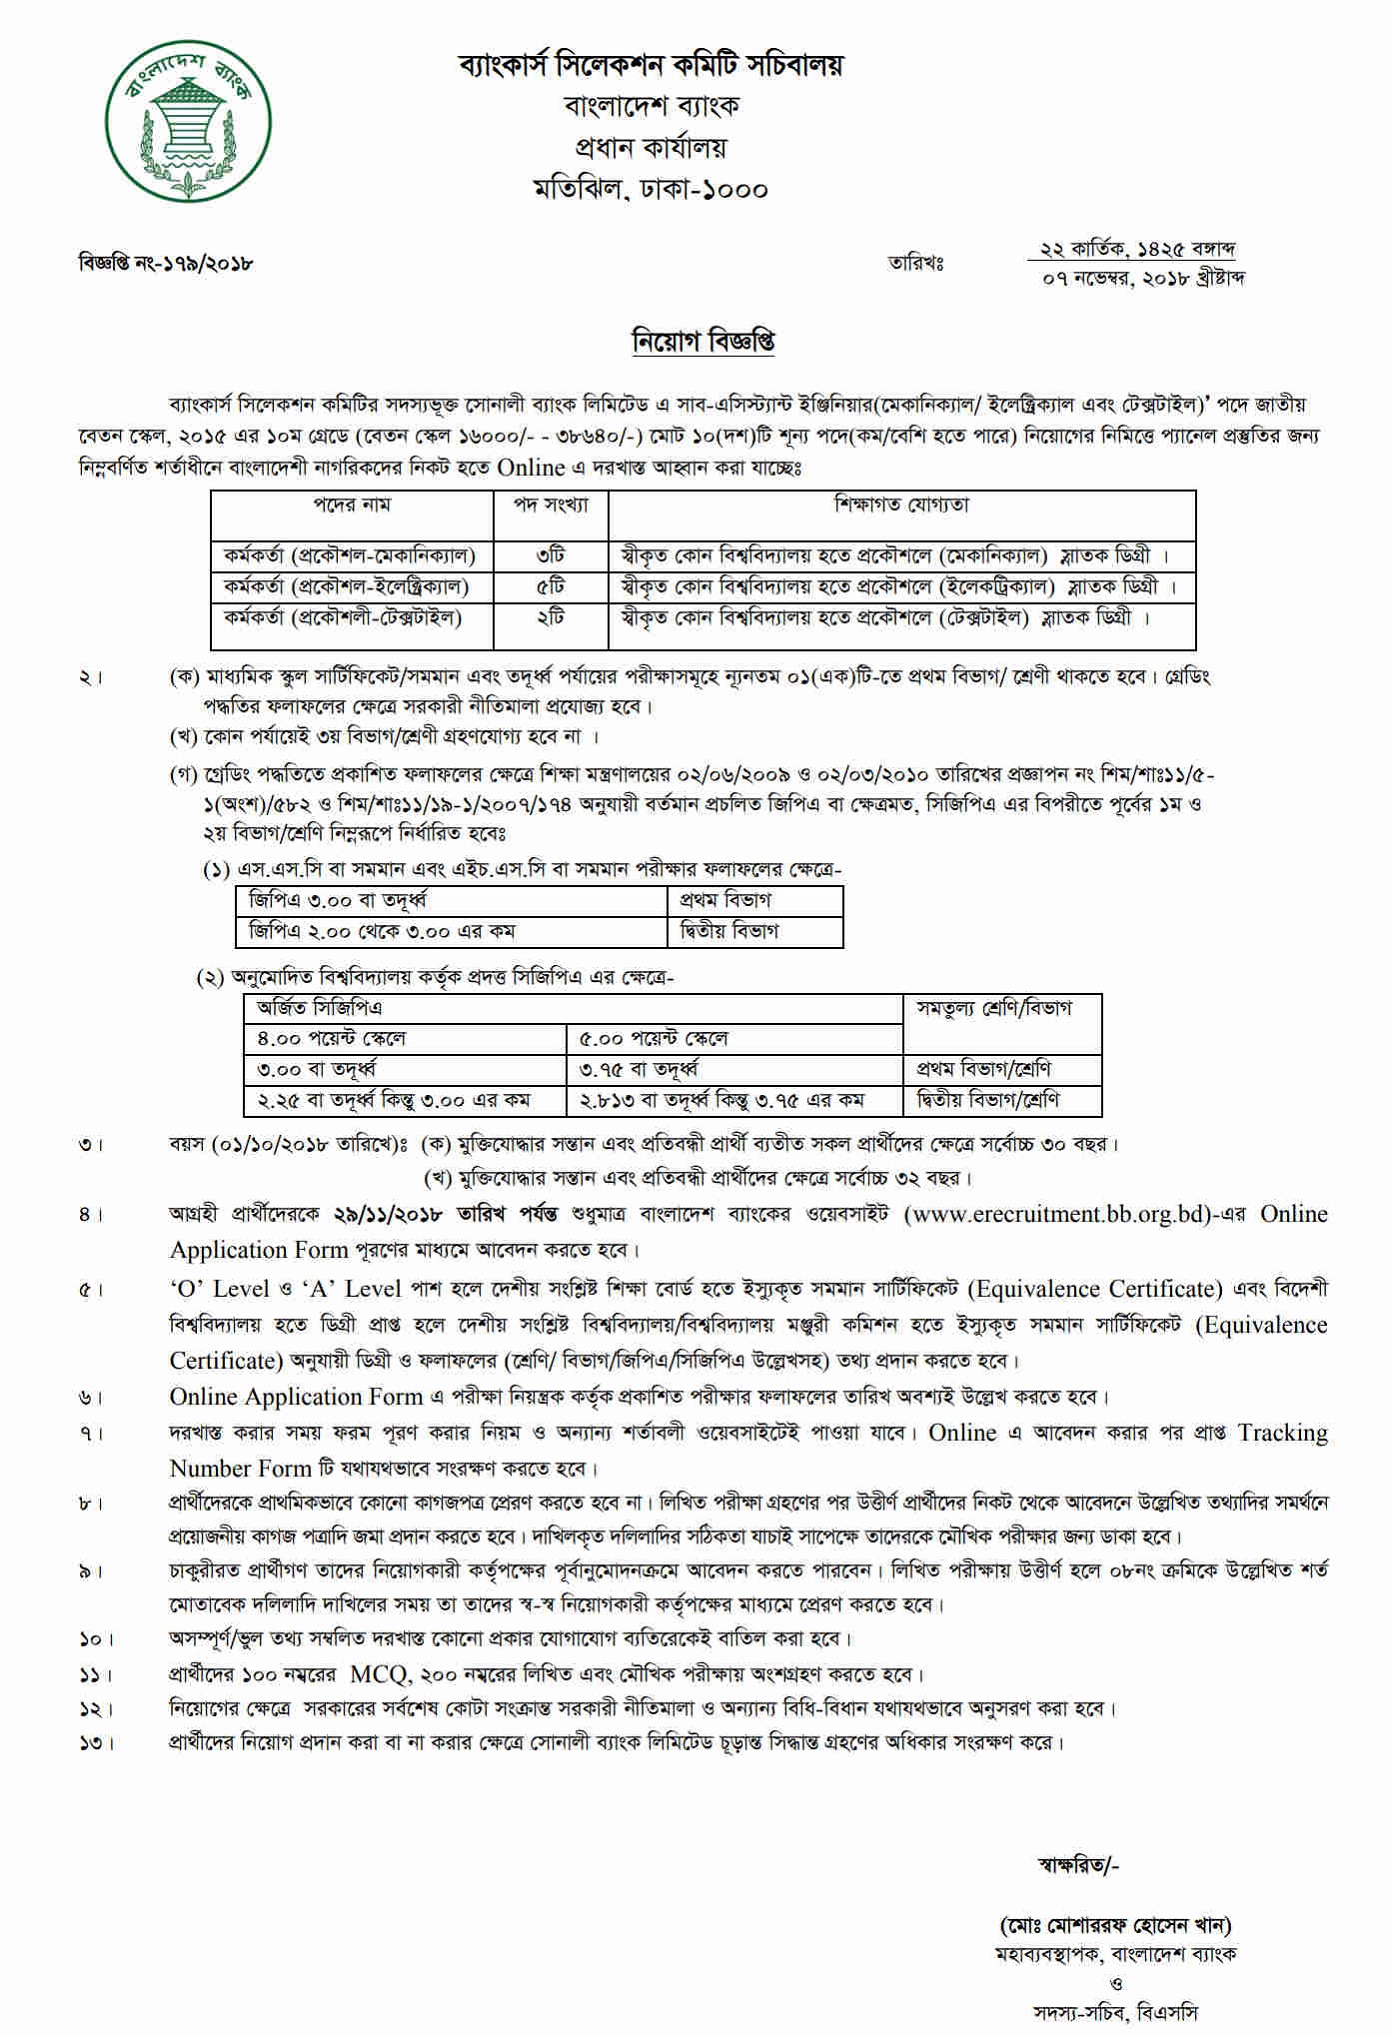 বাংলাদেশ ব্যাংক
ব্যাংকার্স সিলেকশন কমিটি সচিবালয়
বাংলাদেশ ব্যাংক
প্রধান কার্যালয়
মতিঝিল, ঢাকা-১০০০
বিজ্ঞপ্তি নং-১৭৯/২০১৮ তারিখঃ ২২ কার্তিক, ১৪২৫ বঙ্গাব্দ
০৭ নভেম্বর, ২০১৮ খ্রীষ্টাব্দ
নিয়োগ বিজ্ঞপ্তি
ব্যাংকার্স সিলেকশন কমিটির সদস্যভূক্ত সোনালী ব্যাংক লিমিটেড এ সাব-এসিস্ট্যান্ট ইঞ্জিনিয়ার(মেকানিক্যাল/ ইলেক্ট্রিক্যাল এবং টেক্সটাইল)’ পদে জাতীয়
বেতন স্কেল, ২০১৫ এর ১০ম গ্রেডে (বেতন স্কেল ১৬০০০/- - ৩৮৬৪০/-) মোট ১০(দশ)টি শূন্য পদে(কম/বেশি হতে পারে) নিয়োগের নিমিত্তে প্যানেল প্রস্তুতির জন্য
নিম্নবর্ণিত শর্তাধীনে বাংলাদেশী নাগরিকদের নিকট হতে Online এ দরখাস্ত আহ্বান করা যাচ্ছেঃ
পদের নাম পদ সংখ্যা শিক্ষাগত যোগ্যতা
কর্মকর্তা (প্রকৌশল-মেকানিক্যাল) ৩টি স্বীকৃত কোন বিশ্ববিদ্যালয় হতে প্রকৌশলে (মেকানিক্যাল) স্নাতক ডিগ্রী ।
কর্মকর্তা (প্রকৌশল-ইলেক্ট্রিক্যাল) ৫টি স্বীকৃত কোন বিশ্ববিদ্যালয় হতে প্রকৌশলে (ইলেকট্রিক্যাল) স্নাতক ডিগ্রী ।
কর্মকর্তা (প্রকৌশলী-টেক্সটাইল) ২টি স্বীকৃত কোন বিশ্ববিদ্যালয় হতে প্রকৌশলে (টেক্সটাইল) স্নাতক ডিগ্রী ।
২। (ক) মাধ্যমিক স্কুল সার্টিফিকেট/সমমান এবং তদূর্ধ্ব পর্যায়ের পরীক্ষাসমূহে ন্যূনতম ০১(এক)টি-তে প্রথম বিভাগ/ শ্রেণী থাকতে হবে। গ্রেডিং
পদ্ধতির ফলাফলের ক্ষেত্রে সরকারী নীতিমালা প্রযোজ্য হবে।
(খ) কোন পর্যায়েই ৩য় বিভাগ/শ্রেণী গ্রহণযোগ্য হবে না ।
(গ) গ্রেডিং পদ্ধতিতে প্রকাশিত ফলাফলের ক্ষেত্রে শিক্ষা মন্ত্রণালয়ের ০২/০৬/২০০৯ ও ০২/০৩/২০১০ তারিখের প্রজ্ঞাপন নং শিম/শাঃ১১/৫-
১(অংশ)/৫৮২ ও শিম/শাঃ১১/১৯-১/২০০৭/১৭৪ অনুযায়ী বর্তমান প্রচলিত জিপিএ বা ক্ষেত্রমত, সিজিপিএ এর বিপরীতে পূর্বের ১ম ও
২য় বিভাগ/শ্রেণি নিম্নরূপে নির্ধারিত হবেঃ
(১) এস.এস.সি বা সমমান এবং এইচ.এস.সি বা সমমান পরীক্ষার ফলাফলের ক্ষেত্রে-
জিপিএ ৩.০০ বা তদূর্ধ্ব প্রথম বিভাগ
জিপিএ ২.০০ থেকে ৩.০০ এর কম দ্বিতীয় বিভাগ
(২) অনুমোদিত বিশ্ববিদ্যালয় কর্তৃক প্রদত্ত সিজিপিএ এর ক্ষেত্রে-
অর্জিত সিজিপিএ সমতুল্য শ্রেণি/বিভাগ
৪.০০ পয়েন্ট স্কেলে ৫.০০ পয়েন্ট স্কেলে
৩.০০ বা তদূর্ধ্ব ৩.৭৫ বা তদূর্ধ্ব প্রথম বিভাগ/শ্রেণি
২.২৫ বা তদূর্ধ্ব কিন্তু ৩.০০ এর কম ২.৮১৩ বা তদূর্ধ্ব কিন্তু ৩.৭৫ এর কম দ্বিতীয় বিভাগ/শ্রেণি
৩। বয়স (০১/১০/২০১৮ তারিখে)ঃ (ক) মুক্তিযোদ্ধার সন্তান এবং প্রতিবন্ধী প্রার্থী ব্যতীত সকল প্রার্থীদের ক্ষেত্রে সর্বোচ্চ ৩০ বছর।
(খ) মুক্তিযোদ্ধার সন্তান এবং প্রতিবন্ধী প্রার্থীদের ক্ষেত্রে সর্বোচ্চ ৩২ বছর।
৪। আগ্রহী প্রার্থীদেরকে ২৯/১১/২০১৮ তারিখ পর্যন্ত শুধুমাত্র বাংলাদেশ ব্যাংকের ওয়েবসাইট (www.erecruitment.bb.org.bd)-এর Online
Application Form পূরণের মাধ্যমে আবেদন করতে হবে।
৫। ‘O’ Level ও ‘A’ Level পাশ হলে দেশীয় সংশ্লিষ্ট শিক্ষা বোর্ড হতে ইস্যুকৃত সমমান সার্টিফিকেট (Equivalence Certificate) এবং বিদেশী
বিশ্ববিদ্যালয় হতে ডিগ্রী প্রাপ্ত হলে দেশীয় সংশ্লিষ্ট বিশ্ববিদ্যালয়/বিশ্ববিদ্যালয় মঞ্জুরী কমিশন হতে ইস্যুকৃত সমমান সার্টিফিকেট (Equivalence
Certificate) অনুযায়ী ডিগ্রী ও ফলাফলের (শ্রেণি/ বিভাগ/জিপিএ/সিজিপিএ উল্লেখসহ) তথ্য প্রদান করতে হবে।
৬। Online Application Form এ পরীক্ষা নিয়ন্ত্রক কর্তৃক প্রকাশিত পরীক্ষার ফলাফলের তারিখ অবশ্যই উল্লেখ করতে হবে।
৭। দরখাস্ত করার সময় ফরম পূরণ করার নিয়ম ও অন্যান্য শর্তাবলী ওয়েবসাইটেই পাওয়া যাবে। Online এ আবেদন করার পর প্রাপ্ত Tracking
Number Form টি যথাযথভাবে সংরক্ষণ করতে হবে।
৮। প্রার্থীদেরকে প্রাথমিকভাবে কোনো কাগজপত্র প্রেরণ করতে হবে না। লিখিত পরীক্ষা গ্রহণের পর উত্তীর্ণ প্রার্থীদের নিকট থেকে আবেদনে উল্লেখিত তথ্যাদির সমর্থনে
প্রয়োজনীয় কাগজ পত্রাদি জমা প্রদান করতে হবে। দাখিলকৃত দলিলাদির সঠিকতা যাচাই সাপেক্ষে তাদেরকে মৌখিক পরীক্ষার জন্য ডাকা হবে।
৯। চাকুরীরত প্রার্থীগণ তাদের নিয়োগকারী কর্তৃপক্ষের পূর্বানুমোদনক্রমে আবেদন করতে পারবেন। লিখিত পরীক্ষায় উত্তীর্ণ হলে ০৮নং ক্রমিকে উল্লেখিত শর্ত
মোতাবেক দলিলাদি দাখিলের সময় তা তাদের স্ব-স্ব নিয়োগকারী কর্তৃপক্ষের মাধ্যমে প্রেরণ করতে হবে।
১০। অসম্পূর্ণ/ভুল তথ্য সম্বলিত দরখাস্ত কোনো প্রকার যোগাযোগ ব্যতিরেকেই বাতিল করা হবে।
১১। প্রার্থীদের ১০০ নম্বরের MCQ, ২০০ নম্বরের লিখিত এবং মৌখিক পরীক্ষায় অংশগ্রহণ করতে হবে।
১২। নিয়োগের ক্ষেত্রে সরকারের সর্বশেষ কোটা সংক্রান্ত সরকারী নীতিমালা ও অন্যান্য বিধি-বিধান যথাযথভাবে অনুসরণ করা হবে।
১৩। প্রার্থীদের নিয়োগ প্রদান করা বা না করার ক্ষেত্রে সোনালী ব্যাংক লিমিটেড চূড়ান্ত সিদ্ধান্ত গ্রহণের অধিকার সংরক্ষণ করে।
স্বাক্ষরিত/-
(মোঃ মোশাররফ হোসেন খান)
মহাব্যবস্থাপক, বাংলাদেশ ব্যাংক
ও
সদস্য-সচিব, বিএসসি